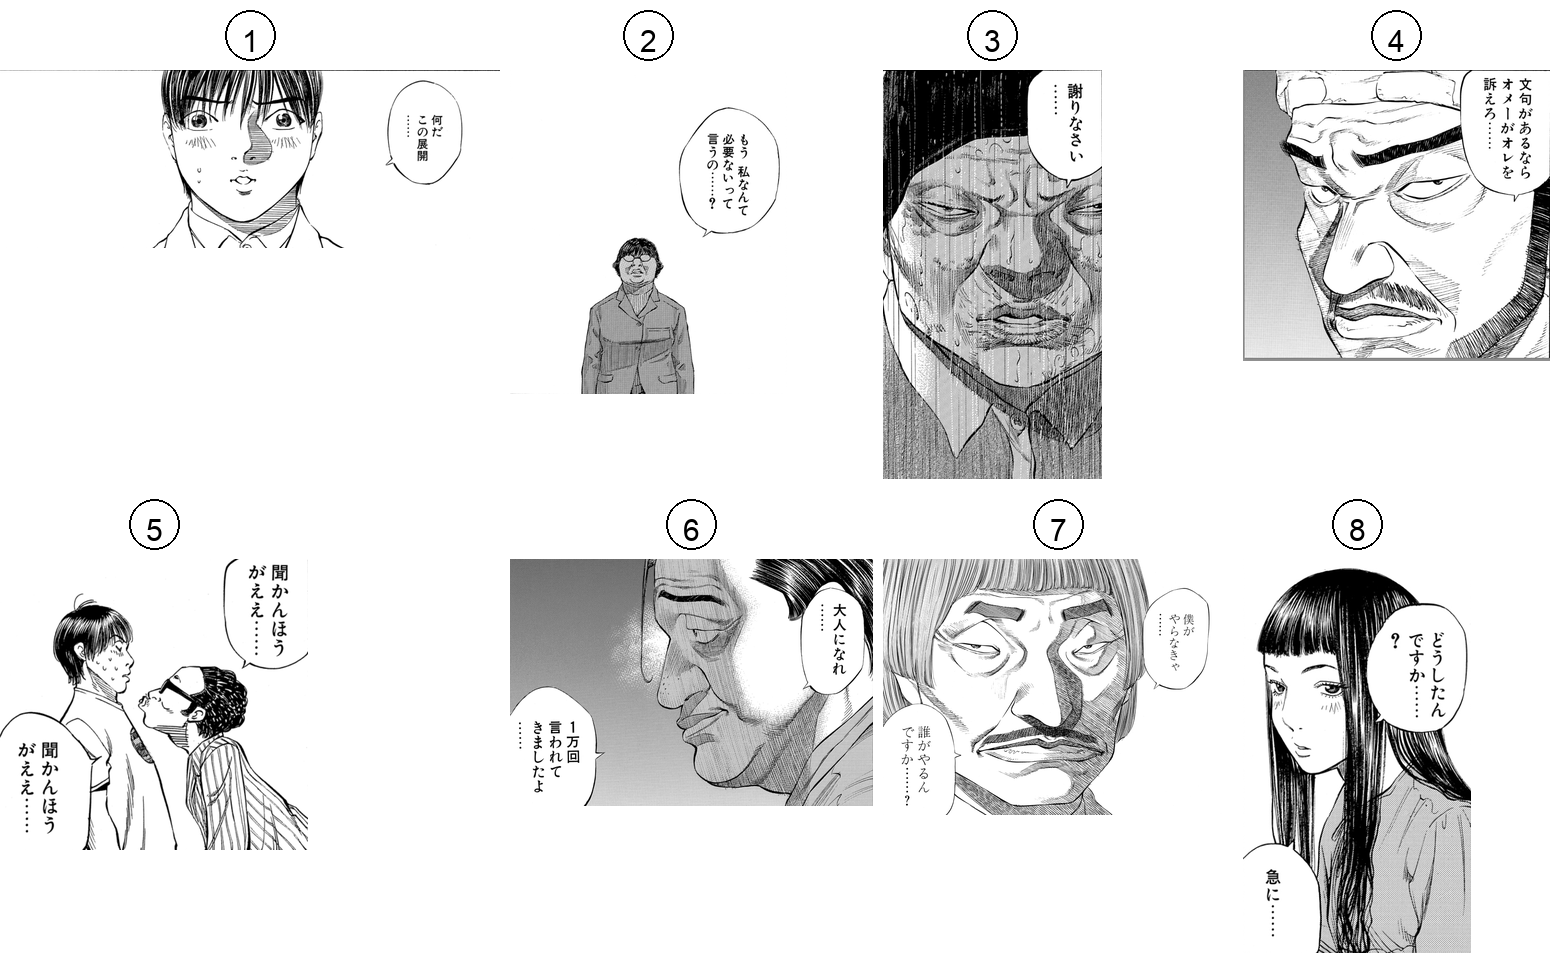 1
何だ
この展開
……
2
もう 私なんて
必要ないって
言うの……?
3
謝りなさい
……
4
文句があるなら
オメーがオレを
訴えろ……
5
聞かんほう
がええ……
聞かんほう
がええ……
6
大人になれ
……
1万回
言われて
きましたよ
……
7
僕が
やらなきゃ
……
誰がやるん
ですか……?
8
どうしたん
ですか……
?
急に……